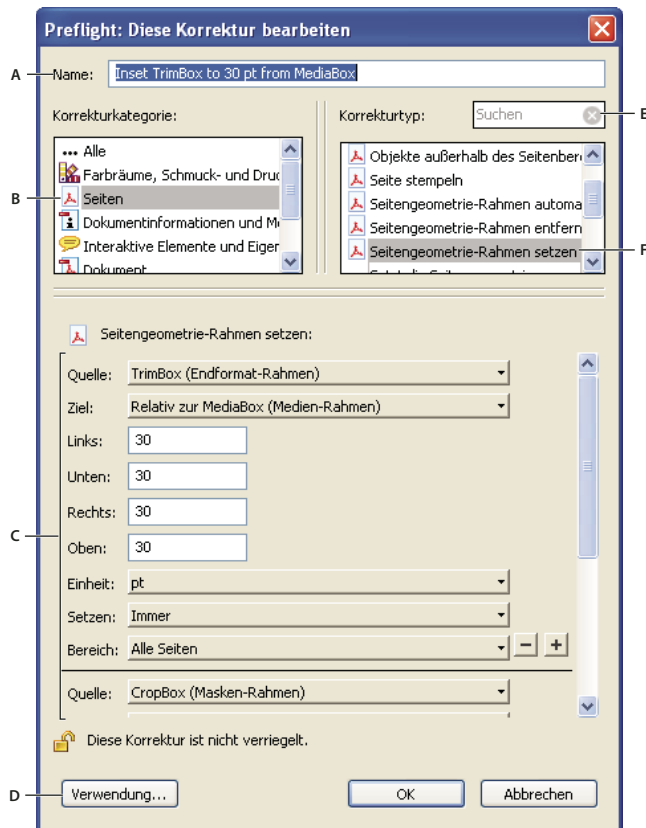 Preflight: Diese Korrektur bearbeiten
A
Name: Inset TrimBox to 30 pt from MediaBox
Korrekturkategorie:
Korrekturtyp:
Suchen
E
B
... Alle
Farbräume, Schmuck- und Druc
Seiten
Dokumentinformationen und M
Interaktive Elemente und Eiger
Dokument
Objekte außerhalb des Seitenber
Seite stempeln
Seitengeometrie-Rahmen automa
Seitengeometrie-Rahmen entfern
Seitengeometrie-Rahmen setzen
F
Seitengeometrie-Rahmen setzen:
C
Quelle: TrimBox (Endformat-Rahmen)
Ziel: Relativ zur MediaBox (Medien-Rahmen)
Links: 30
Unten: 30
Rechts: 30
Oben: 30
Einheit: pt
Setzen: Immer
Bereich: Alle Seiten
Quelle: CropBox (Masken-Rahmen)
Diese Korrektur ist nicht verriegelt.
D
Verwendung... OK Abbrechen